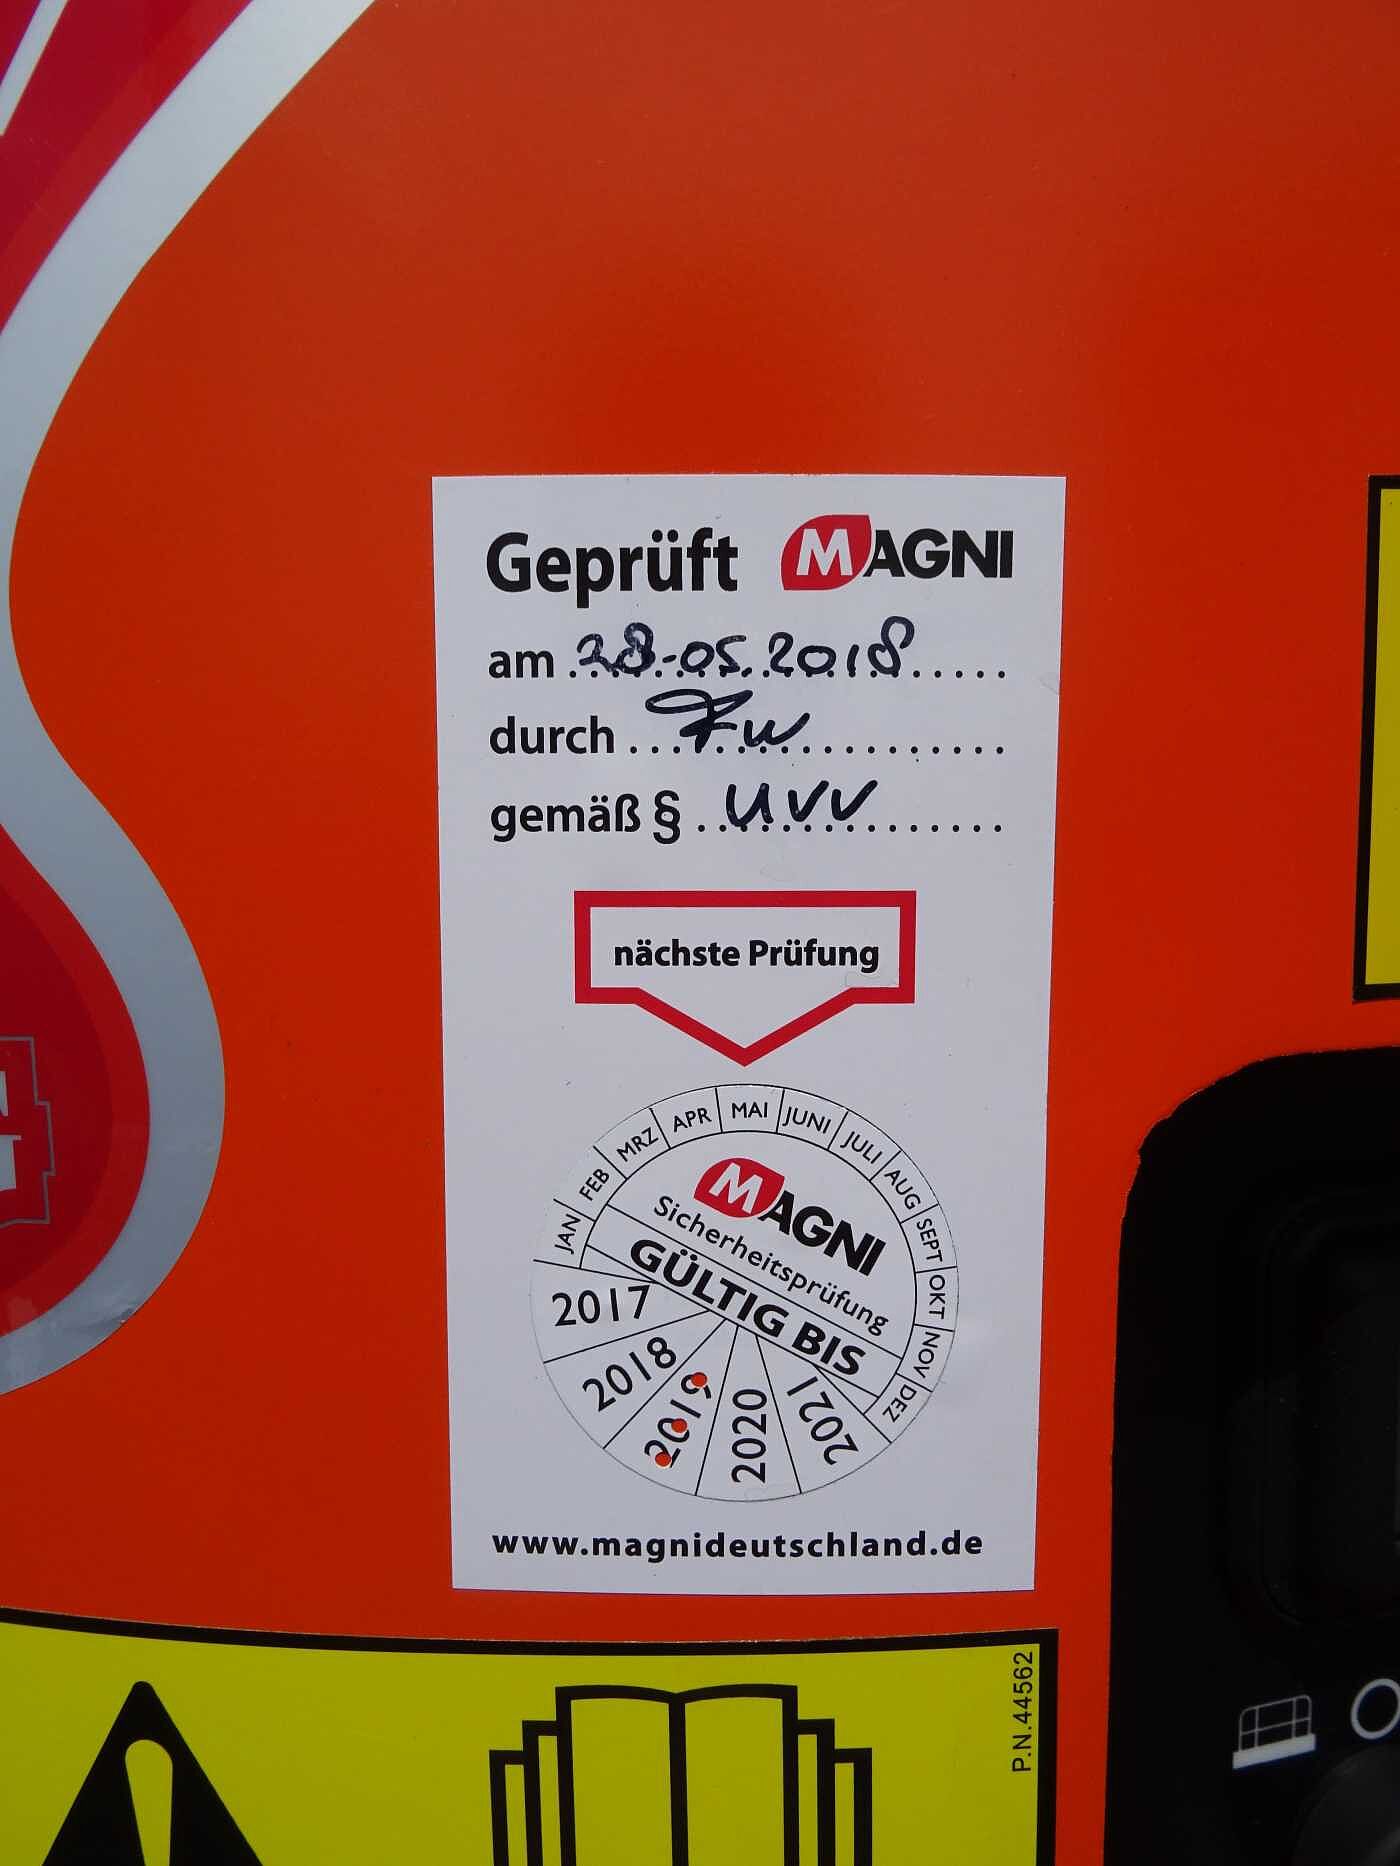 Geprüft MAGNI
am 28-05.2018
durch
gemäß § UVV
nächste Prüfung
JAN FEB MRZ APR MAI JUNI JULI AUG SEPT OKT NOV DEZ
MAGNI
Sicherheitsprüfung
GÜLTIG BIS
2017 2018 2019 2020 2021
www.magnideutschland.de
P.N.44562